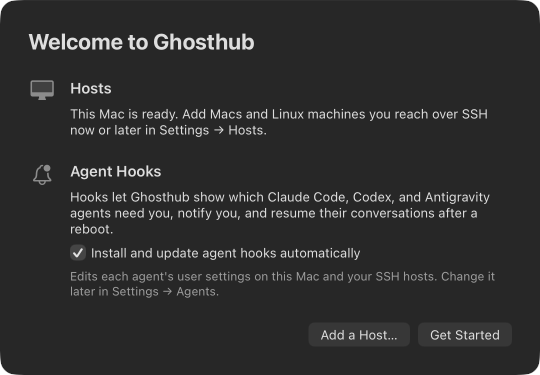 Welcome to Ghosthub
Hosts
This Mac is ready. Add Macs and Linux machines you reach over SSH
now or later in Settings → Hosts.
Agent Hooks
Hooks let Ghosthub show which Claude Code, Codex, and Antigravity
agents need you, notify you, and resume their conversations after a
reboot.
Install and update agent hooks automatically
Edits each agent's user settings on this Mac and your SSH hosts. Change it
later in Settings → Agents.
Add a Host... Get Started